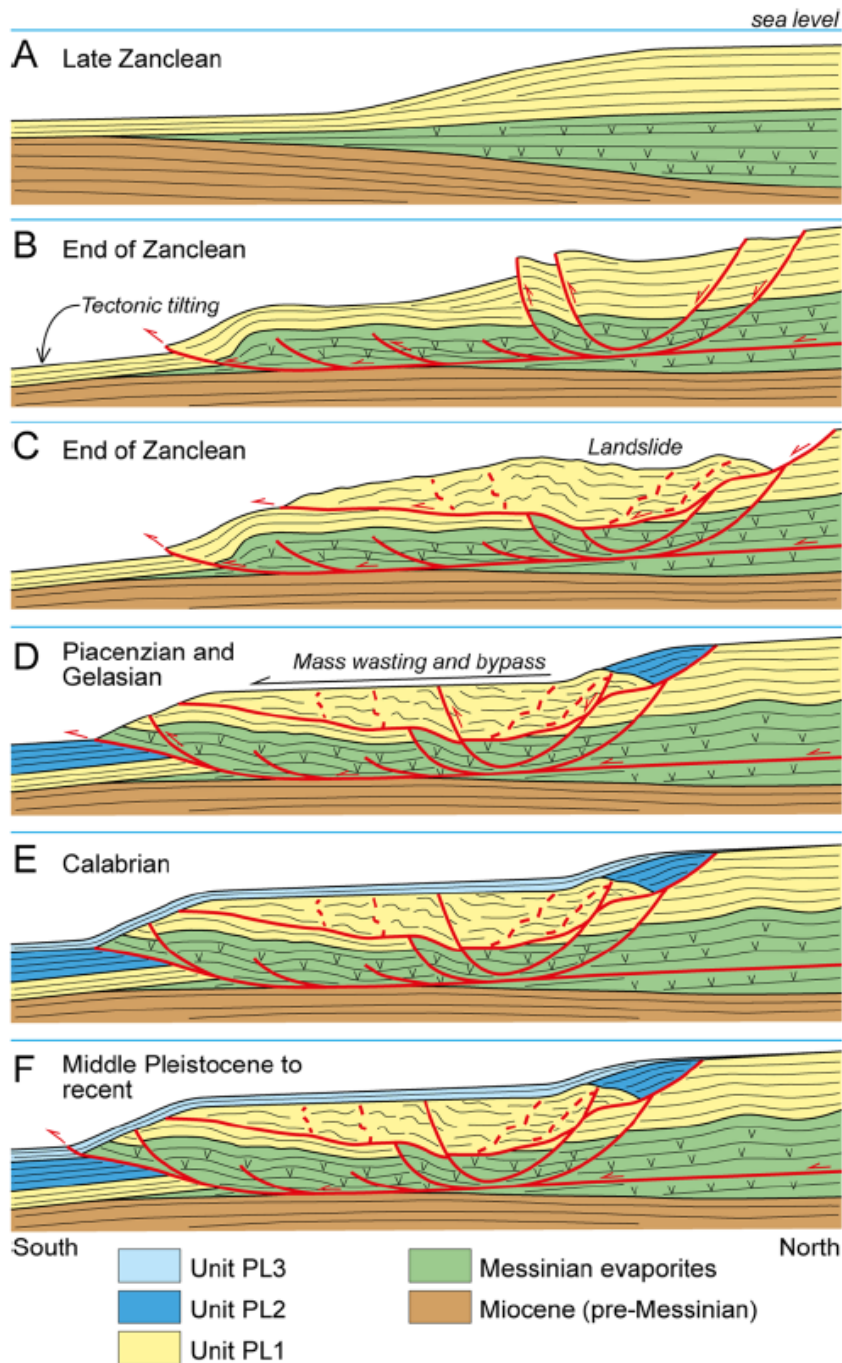 sea level
A Late Zanclean
B End of Zanclean
Tectonic tilting
C End of Zanclean
Landslide
D Piacenzian and
Gelasian
Mass wasting and bypass
E Calabrian
F Middle Pleistocene to
recent
South
North
Unit PL3
Unit PL2
Unit PL1
Messinian evaporites
Miocene (pre-Messinian)